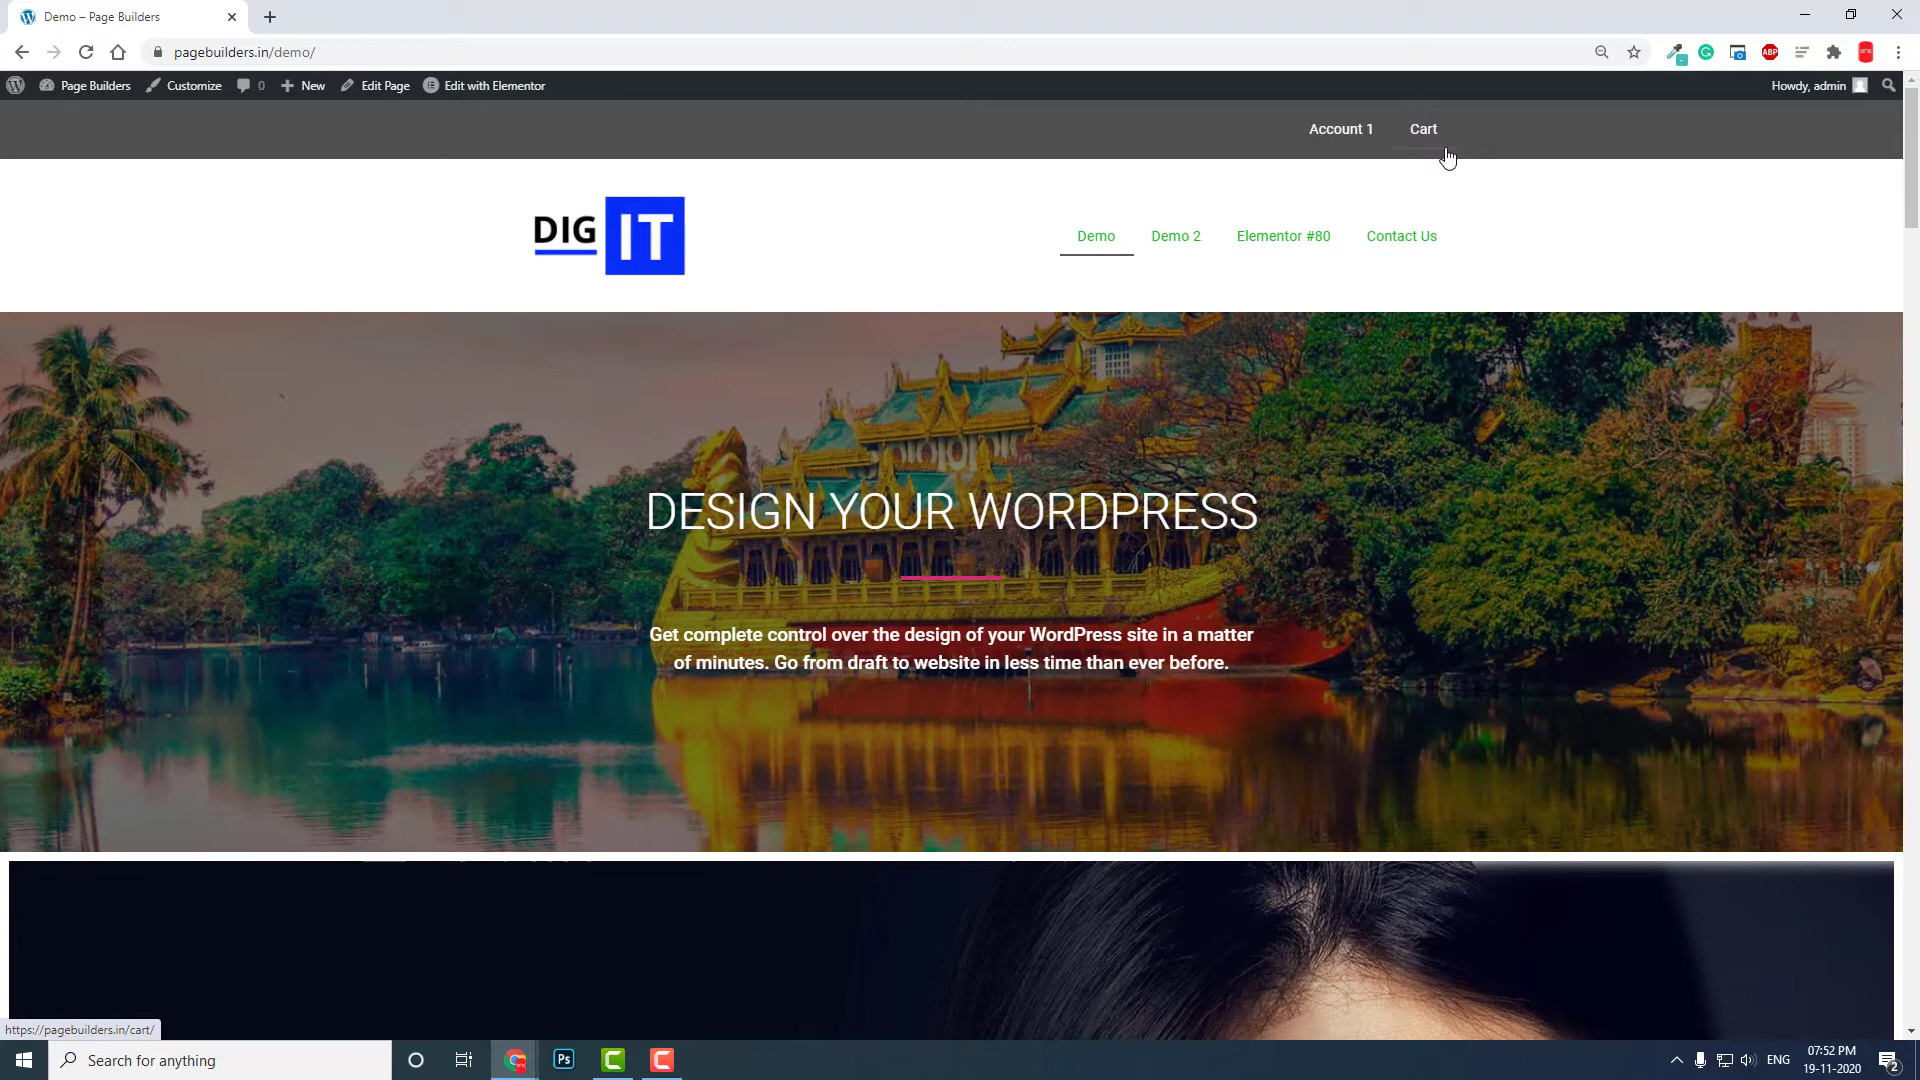 Demo – Page Builders
pagebuilders.in/demo/
ABP
Page Builders
Customize
0
New
Edit Page
Edit with Elementor
Howdy, admin
Account 1
Cart
DIG IT
Demo
Demo 2
Elementor #80
Contact Us
DESIGN YOUR WORDPRESS
Get complete control over the design of your WordPress site in a matter
of minutes. Go from draft to website in less time than ever before.
https://pagebuilders.in/cart/
Search for anything
Ps
ENG
07:52 PM
19-11-2020
2